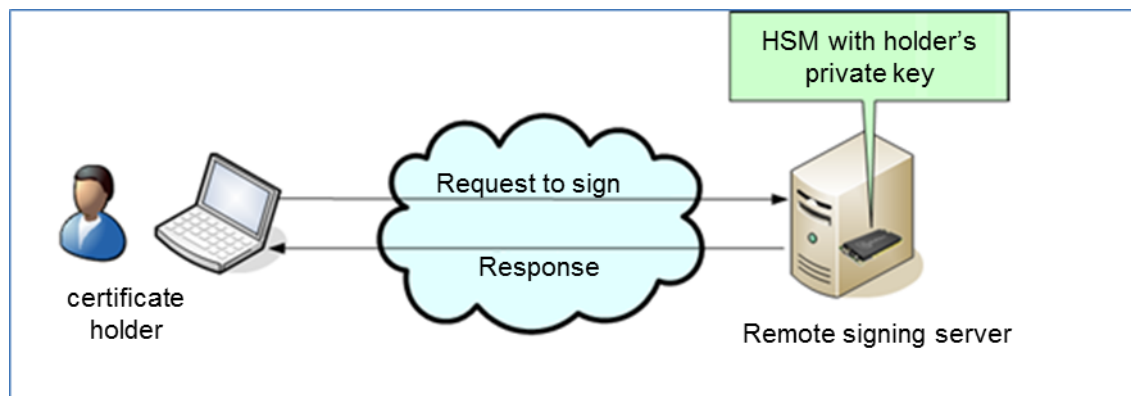 HSM with holder's
private key
Request to sign
Response
certificate
holder
Remote signing server